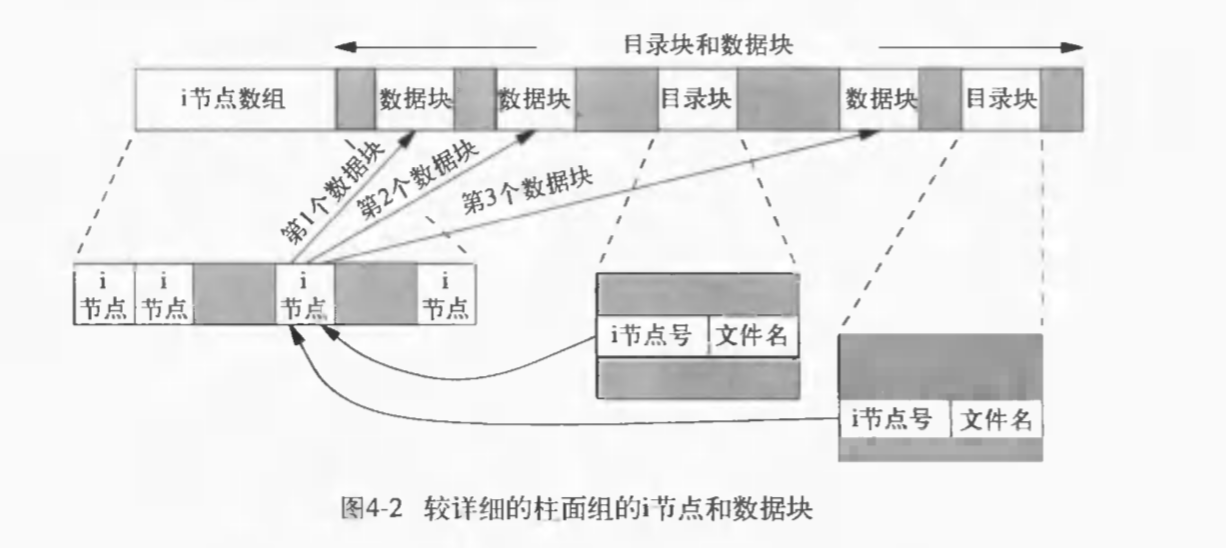 目录块和数据块
i节点数组 数据块 数据块 目录块 数据块 目录块
第1个数据块 第2个数据块 第3个数据块
i 节点
i 节点
i 节点
i 节点
i节点号 文件名
i节点号 文件名
图4-2 较详细的柱面组的i节点和数据块